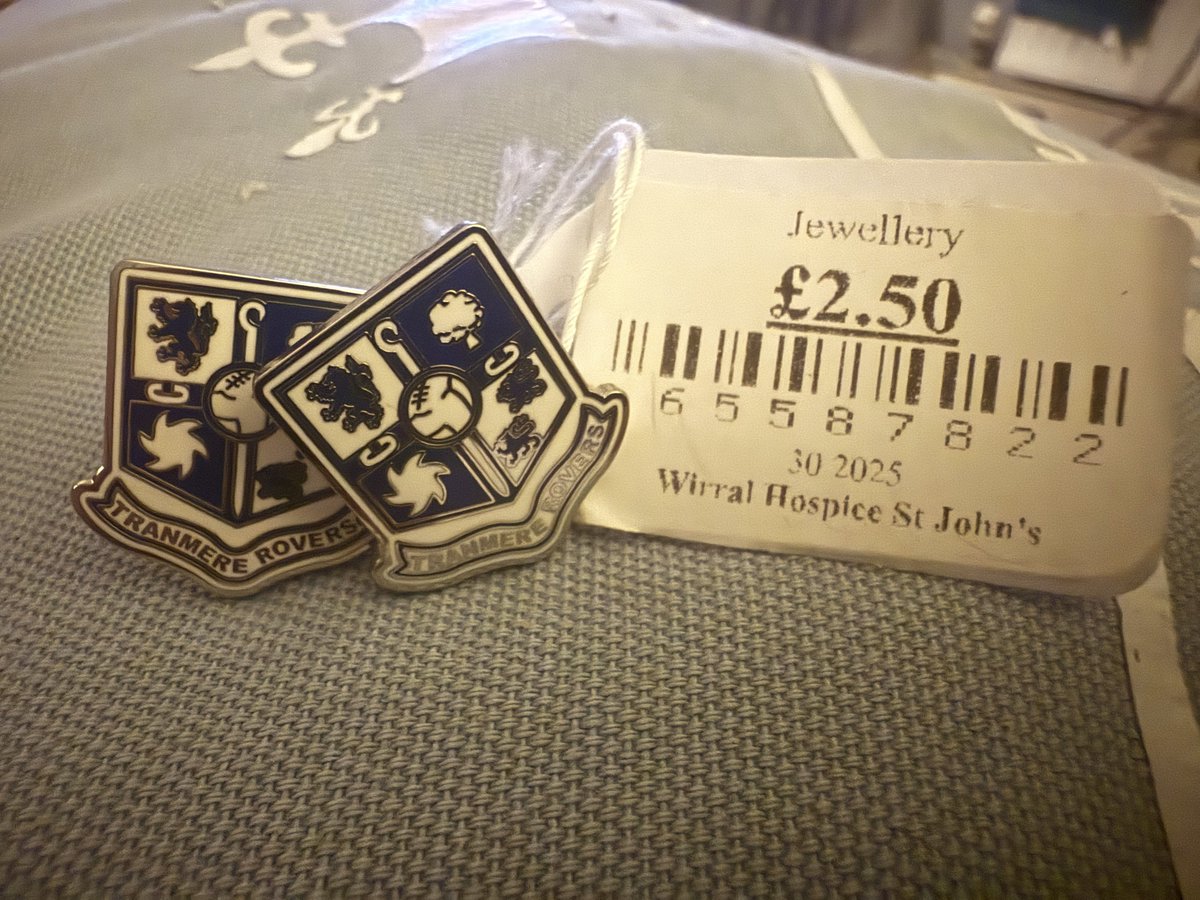 TRANMERE ROVERS
TRANMERE ROVERS
Jewellery
£2.50
65587822
30 2025
Wirral Hospice St John's